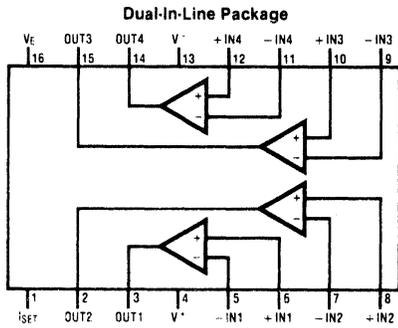 Dual-In-Line Package
VE OUT3 OUT4 V- +IN4 -IN4 +IN3 -IN3
16 15 14 13 12 11 10 9
+
-
+
-
+
-
+
-
1 2 3 4 5 6 7 8
ISET OUT2 OUT1 V+ -IN1 +IN1 -IN2 +IN2